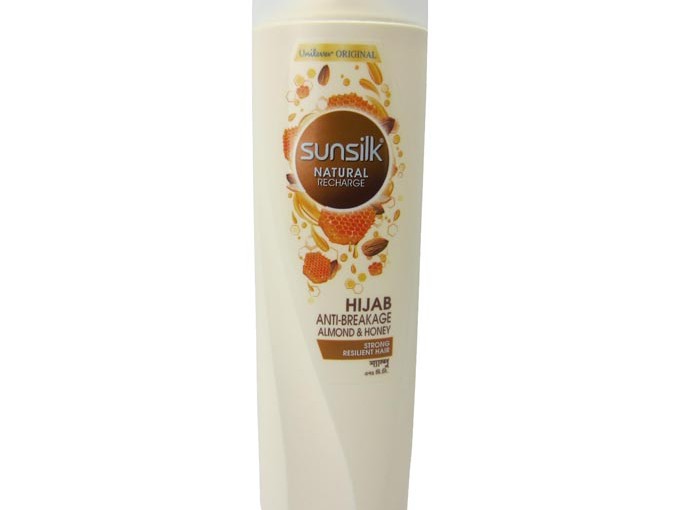 Unilever ORIGINAL
sunsilk
NATURAL
RECHARGE
HIJAB
ANTI-BREAKAGE
ALMOND & HONEY
STRONG
RESILIENT HAIR
শ্যাম্পু
মি.লি.